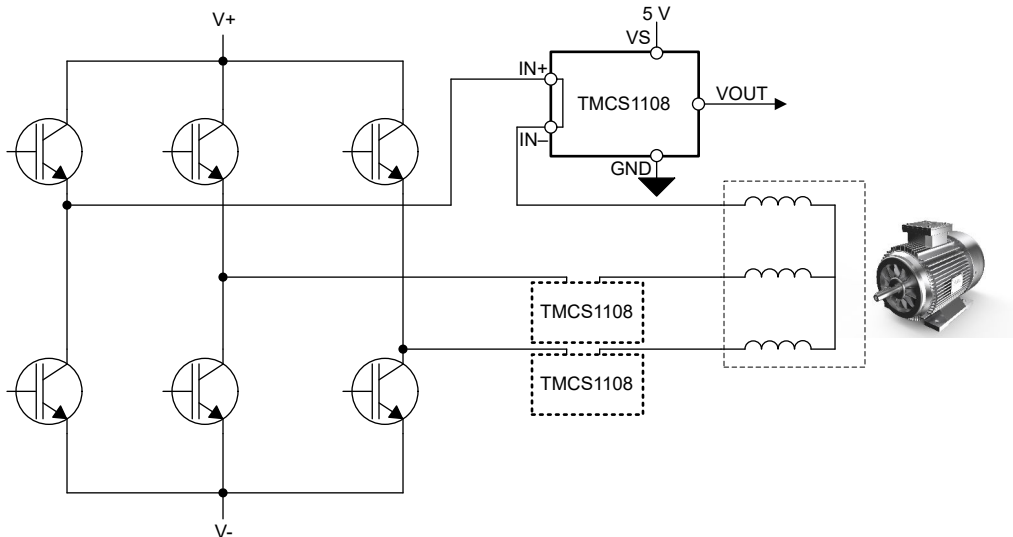 V+
5 V
VS
IN+
TMCS1108
VOUT
IN–
GND
TMCS1108
TMCS1108
V-